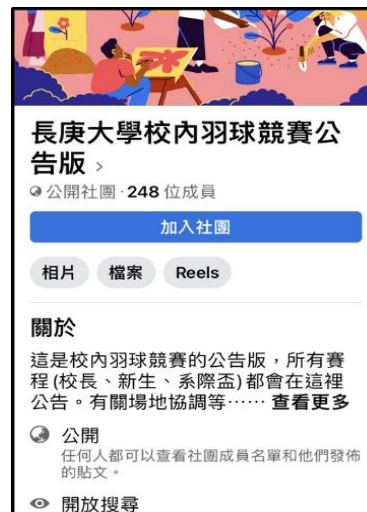 長庚大學校內羽球競賽公
告版 >
公開社團·248 位成員
加入社團
相片 檔案 Reels
關於
這是校內羽球競賽的公告版，所有賽
程(校長、新生、系際盃)都會在這裡
公告。有關場地協調等…… 查看更多
公開
任何人都可以查看社團成員名單和他們發佈
的貼文。
開放搜尋